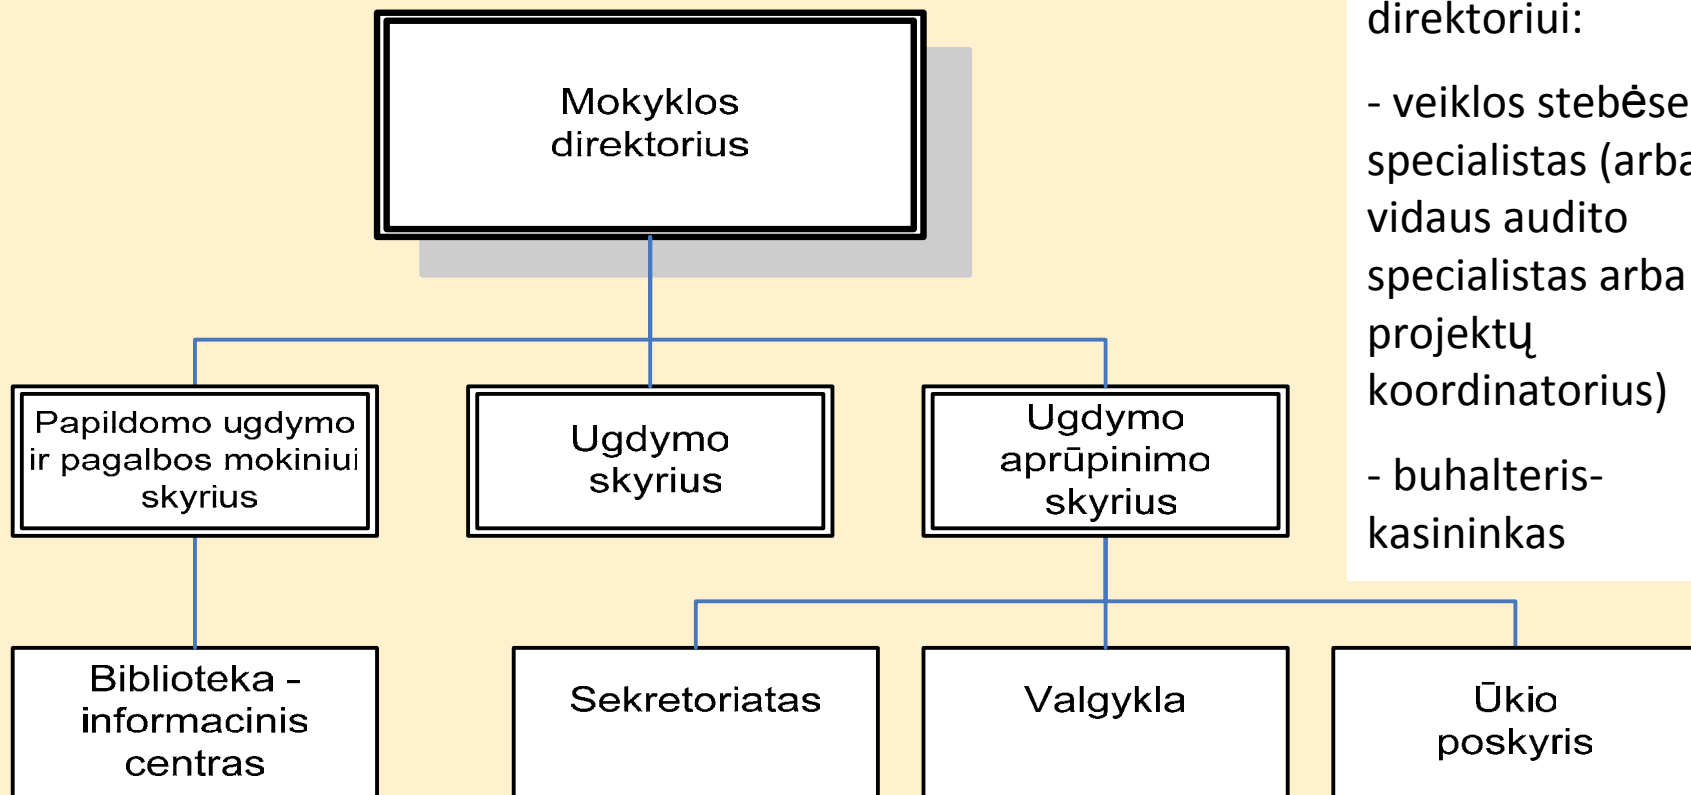 Mokyklos
direktorius
Papildomo ugdymo
ir pagalbos mokiniui
skyrius
Ugdymo
skyrius
Ugdymo
aprūpinimo
skyrius
Biblioteka -
informacinis
centras
Sekretoriatas
Valgykla
Ūkio
poskyris
direktoriui:
- veiklos
specialistas (arba
vidaus audito
specialistas arba
projektų
koordinatorius)
- buhalteris-
kasininkas